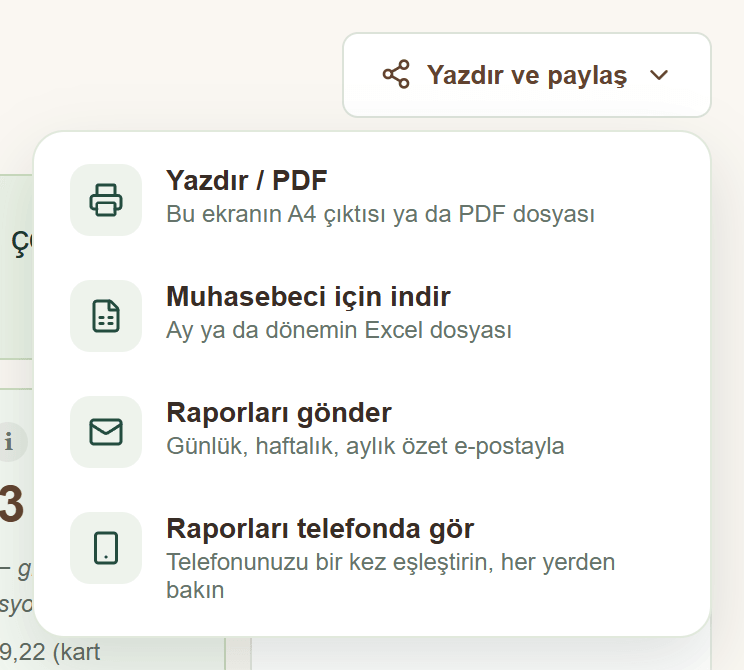 Yazdır ve paylaş
Yazdır / PDF
Bu ekranın A4 çıktısı ya da PDF dosyası
Muhasebeci için indir
Ay ya da dönemin Excel dosyası
Raporları gönder
Günlük, haftalık, aylık özet e-postayla
Raporları telefonda gör
Telefonunuzu bir kez eşleştirin, her yerden
bakın
i
3
9,22 (kart